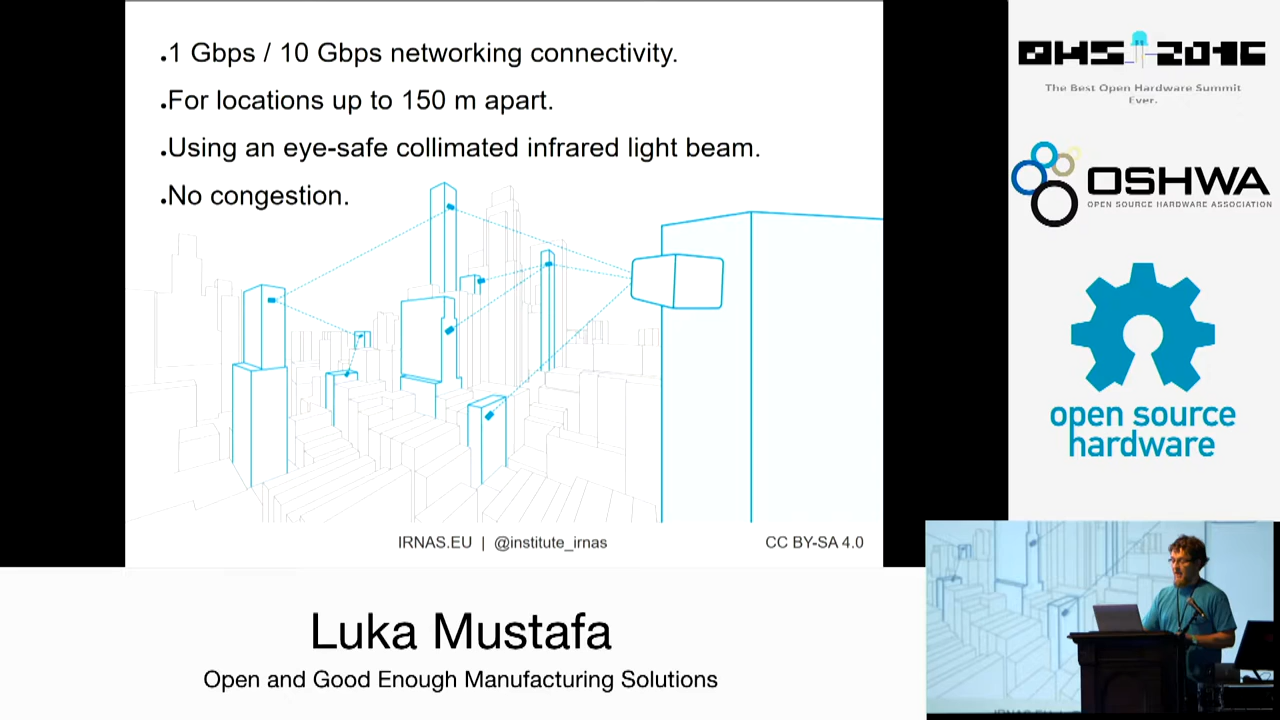 .1 Gbps / 10 Gbps networking connectivity.
.For locations up to 150 m apart.
.Using an eye-safe collimated infrared light beam.
.No congestion.
IRNAS.EU | @institute_irnas
CC BY-SA 4.0
Luka Mustafa
Open and Good Enough Manufacturing Solutions
OHS 2016
The Best Open Hardware Summit
Ever.
OSHWA
OPEN SOURCE HARDWARE ASSOCIATION
open source
hardware